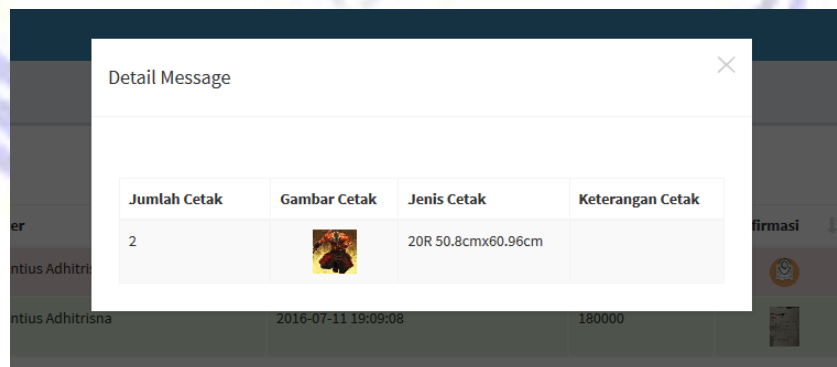 Detail Message
Jumlah Cetak Gambar Cetak Jenis Cetak Keterangan Cetak
2 20R 50.8cmx60.96cm
er firmasi
ntius Adhitris
ntius Adhitrisna 2016-07-11 19:09:08 180000